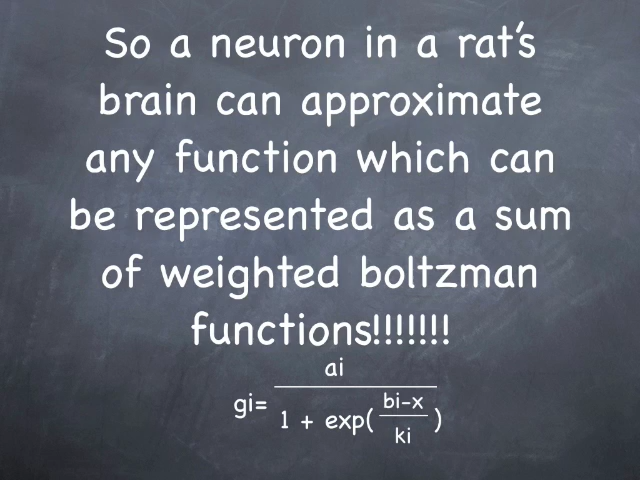 So a neuron in a rat's
brain can approximate
any function which can
be represented as a sum
of weighted boltzman
functions!!!!!!!
ai
gi=
1 + exp( bi-x )
ki